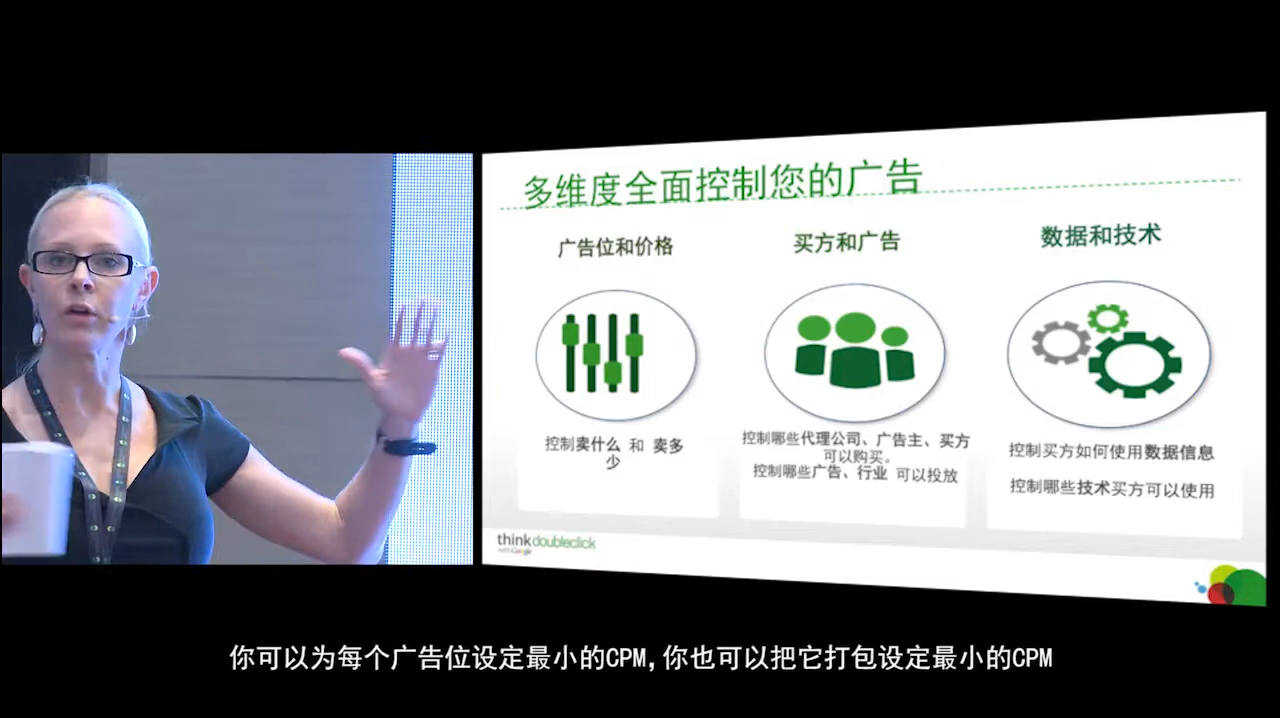 多维度全面控制您的广告
广告位和价格
买方和广告
数据和技术
控制卖什么 和 卖多
少
控制哪些代理公司、广告主、买方
可以购买。
控制哪些广告、行业 可以投放
控制买方如何使用数据信息
控制哪些技术买方可以使用
think doubleclick
with Google
你可以为每个广告位设定最小的CPM,你也可以把它打包设定最小的CPM